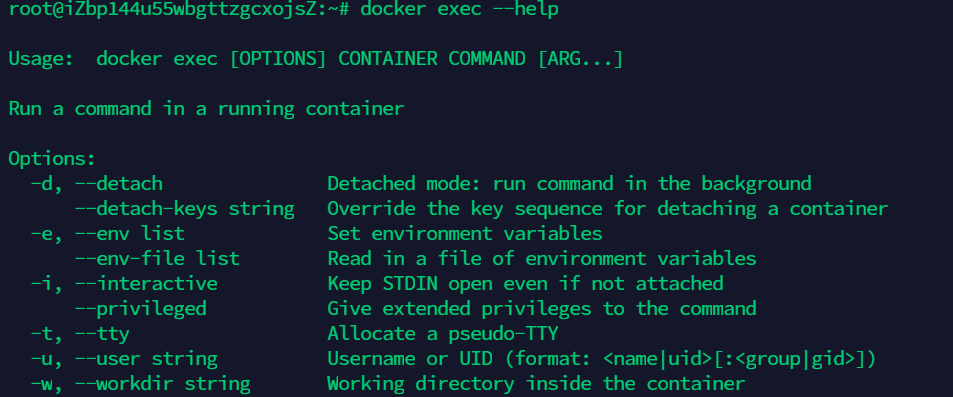 root@iZbp144u55wbgttzgcxojsZ:~# docker exec --help
Usage:  docker exec [OPTIONS] CONTAINER COMMAND [ARG...]
Run a command in a running container
Options:
  -d, --detach               Detached mode: run command in the background
      --detach-keys string   Override the key sequence for detaching a container
  -e, --env list             Set environment variables
      --env-file list        Read in a file of environment variables
  -i, --interactive          Keep STDIN open even if not attached
      --privileged           Give extended privileges to the command
  -t, --tty                  Allocate a pseudo-TTY
  -u, --user string          Username or UID (format: <name|uid>[:<group|gid>])
  -w, --workdir string       Working directory inside the container